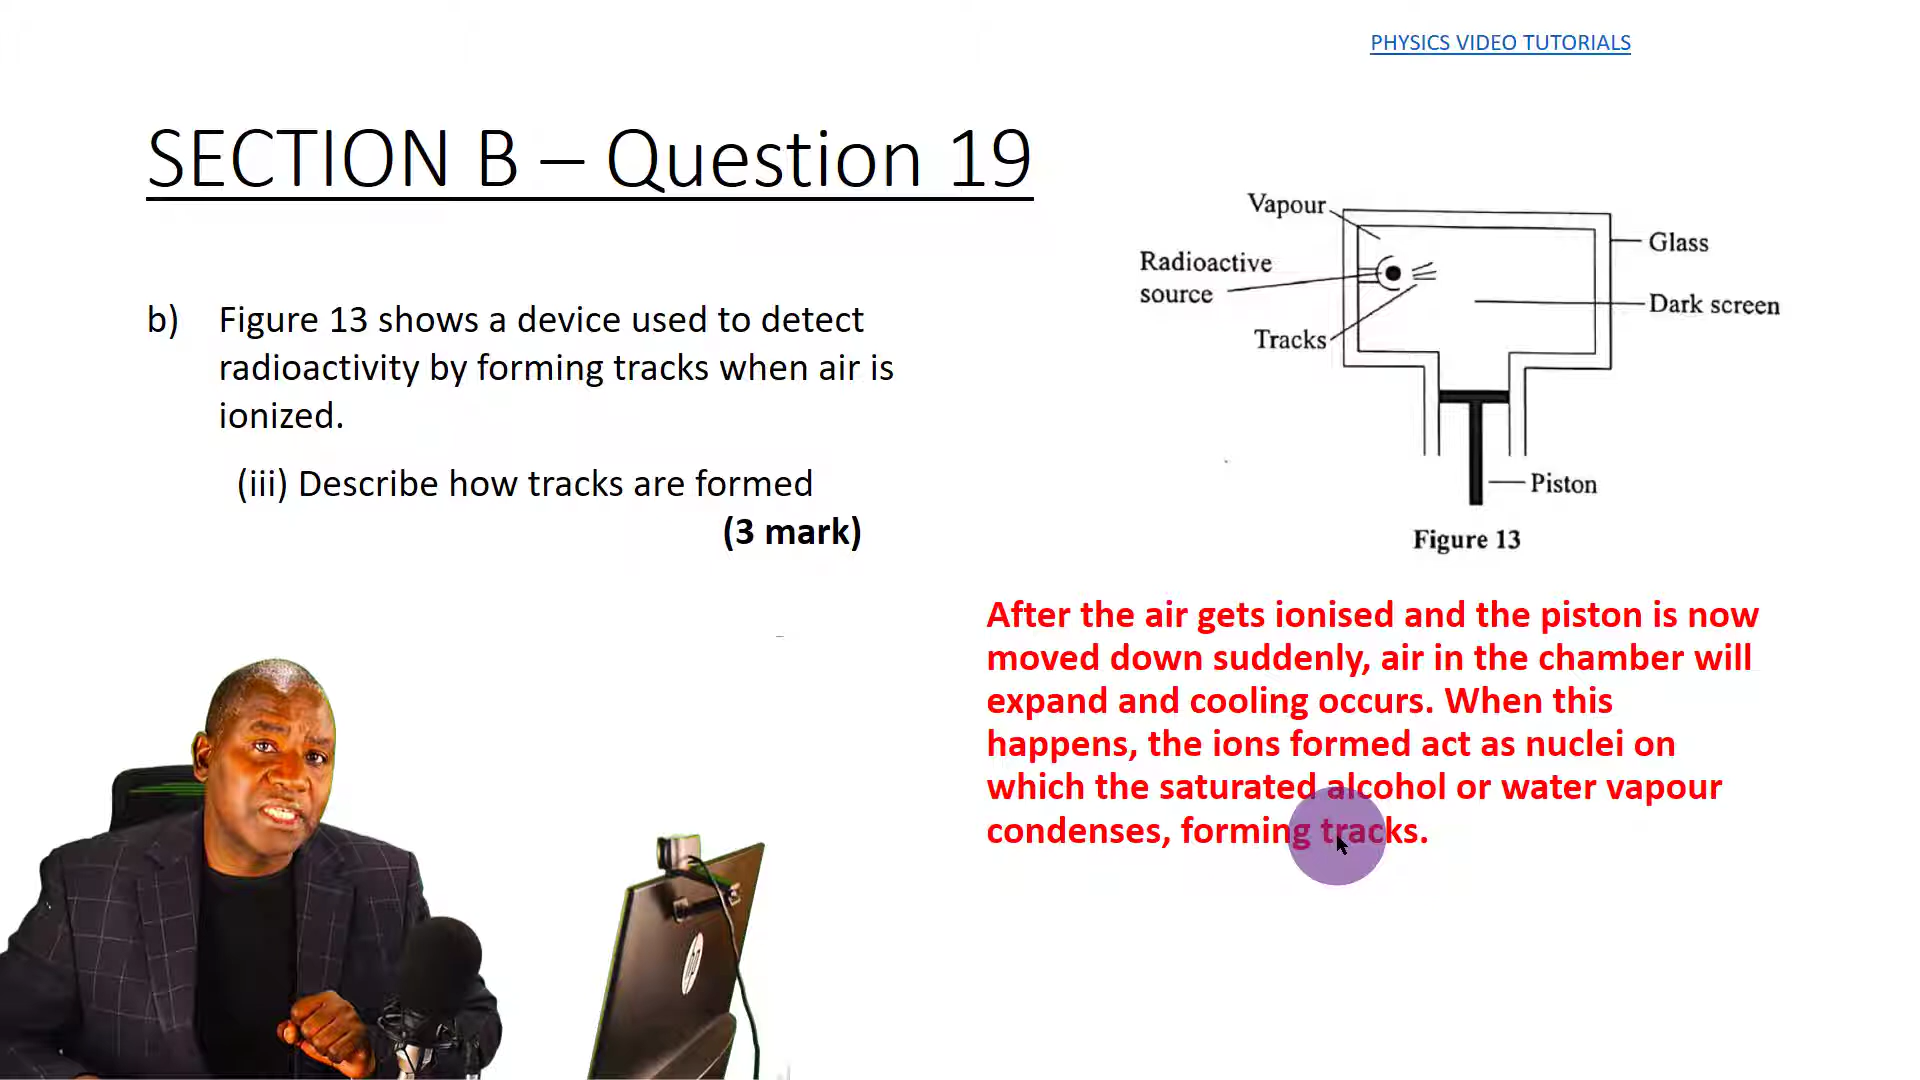 PHYSICS VIDEO TUTORIALS
SECTION B – Question 19
b) Figure 13 shows a device used to detect
radioactivity by forming tracks when air is
ionized.
(iii) Describe how tracks are formed
(3 mark)
Vapour
Radioactive
source
Tracks
Glass
Dark screen
Piston
Figure 13
After the air gets ionised and the piston is now
moved down suddenly, air in the chamber will
expand and cooling occurs. When this
happens, the ions formed act as nuclei on
which the saturated alcohol or water vapour
condenses, forming tracks.
hp